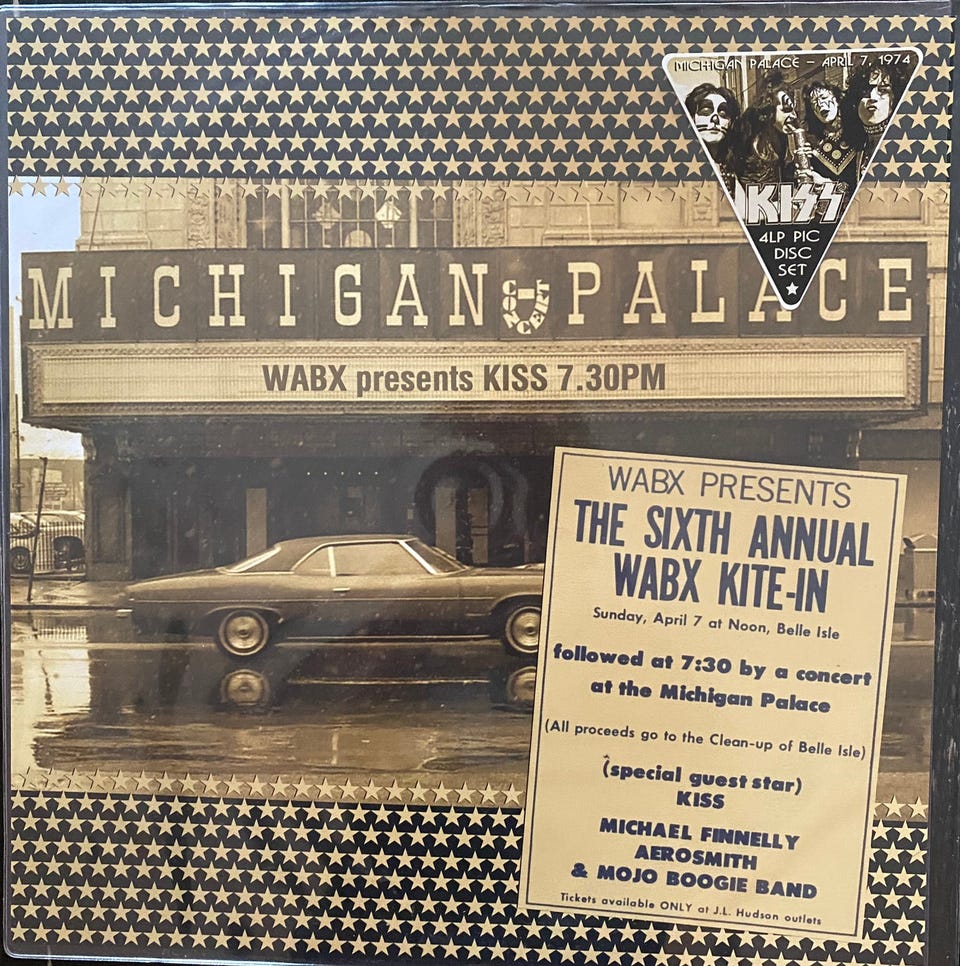 MICHIGAN PALACE – APRIL 7, 1974
KISS
4LP PIC
DISC
SET
MICHIGAN IN CONCERT PALACE
WABX presents KISS 7.30PM
WABX PRESENTS
THE SIXTH ANNUAL
WABX KITE-IN
Sunday, April 7 at Noon, Belle Isle
followed at 7:30 by a concert
at the Michigan Palace
(All proceeds go to the Clean-up of Belle Isle)
(special guest star)
KISS
MICHAEL FINNELLY
AEROSMITH
& MOJO BOOGIE BAND
Tickets available ONLY at J.L. Hudson outlets